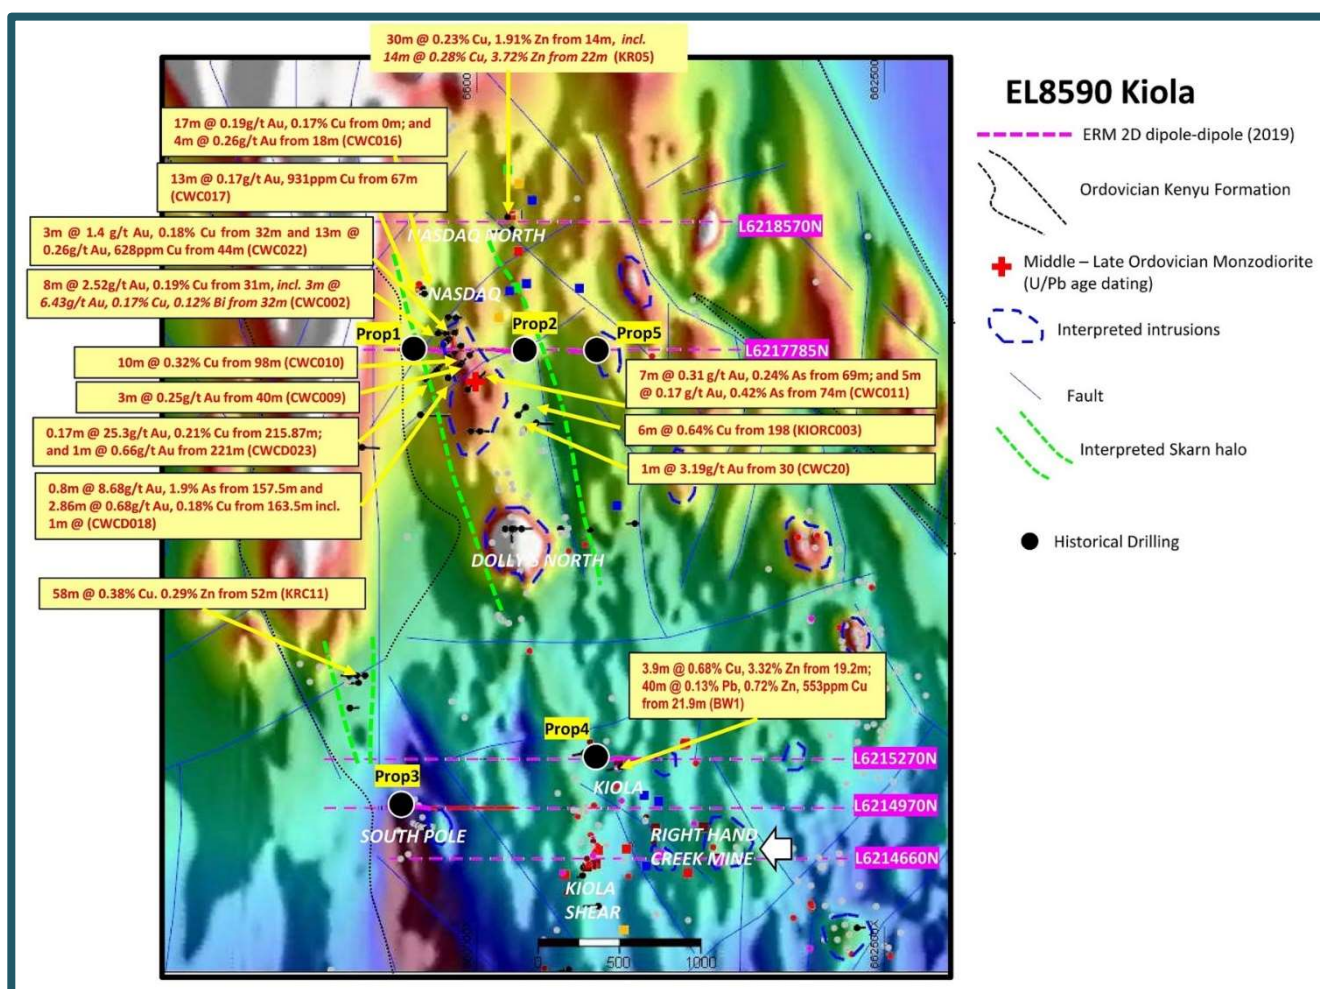 30m @ 0.23% Cu, 1.91% Zn from 14m, incl.
14m @ 0.28% Cu, 3.72% Zn from 22m (KR05)
17m @ 0.19g/t Au, 0.17% Cu from 0m; and
4m @ 0.26g/t Au from 18m (CWC016)
13m @ 0.17g/t Au, 931ppm Cu from 67m
(CWC017)
3m @ 1.4 g/t Au, 0.18% Cu from 32m and 13m @
0.26g/t Au, 628ppm Cu from 44m (CWC022)
8m @ 2.52g/t Au, 0.19% Cu from 31m, incl. 3m @
6.43g/t Au, 0.17% Cu, 0.12% Bi from 32m (CWC002)
10m @ 0.32% Cu from 98m (CWC010)
3m @ 0.25g/t Au from 40m (CWC009)
0.17m @ 25.3g/t Au, 0.21% Cu from 215.87m;
and 1m @ 0.66g/t Au from 221m (CWCD023)
0.8m @ 8.68g/t Au, 1.9% As from 157.5m and
2.86m @ 0.68g/t Au, 0.18% Cu from 163.5m incl.
1m @ (CWCD018)
58m @ 0.38% Cu. 0.29% Zn from 52m (KRC11)
7m @ 0.31 g/t Au, 0.24% As from 69m; and 5m
@ 0.17 g/t Au, 0.42% As from 74m (CWC011)
6m @ 0.64% Cu from 198 (KIORC003)
1m @ 3.19g/t Au from 30 (CWC20)
3.9m @ 0.68% Cu, 3.32% Zn from 19.2m;
40m @ 0.13% Pb, 0.72% Zn, 553ppm Cu
from 21.9m (BW1)
662500
NASDAQ NORTH
L6218570N
NASDAQ
Prop1
Prop2
Prop5
L6217785N
DOLLY'S NORTH
Prop4
L6215270N
KIOLA
Prop3
L6214970N
SOUTH POLE
RIGHT HAND
CREEK MINE
L6214660N
KIOLA
SHEAR
0
500
1000
662500
EL8590 Kiola
ERM 2D dipole-dipole (2019)
Ordovician Kenyu Formation
Middle – Late Ordovician Monzodiorite
(U/Pb age dating)
Interpreted intrusions
Fault
Interpreted Skarn halo
Historical Drilling